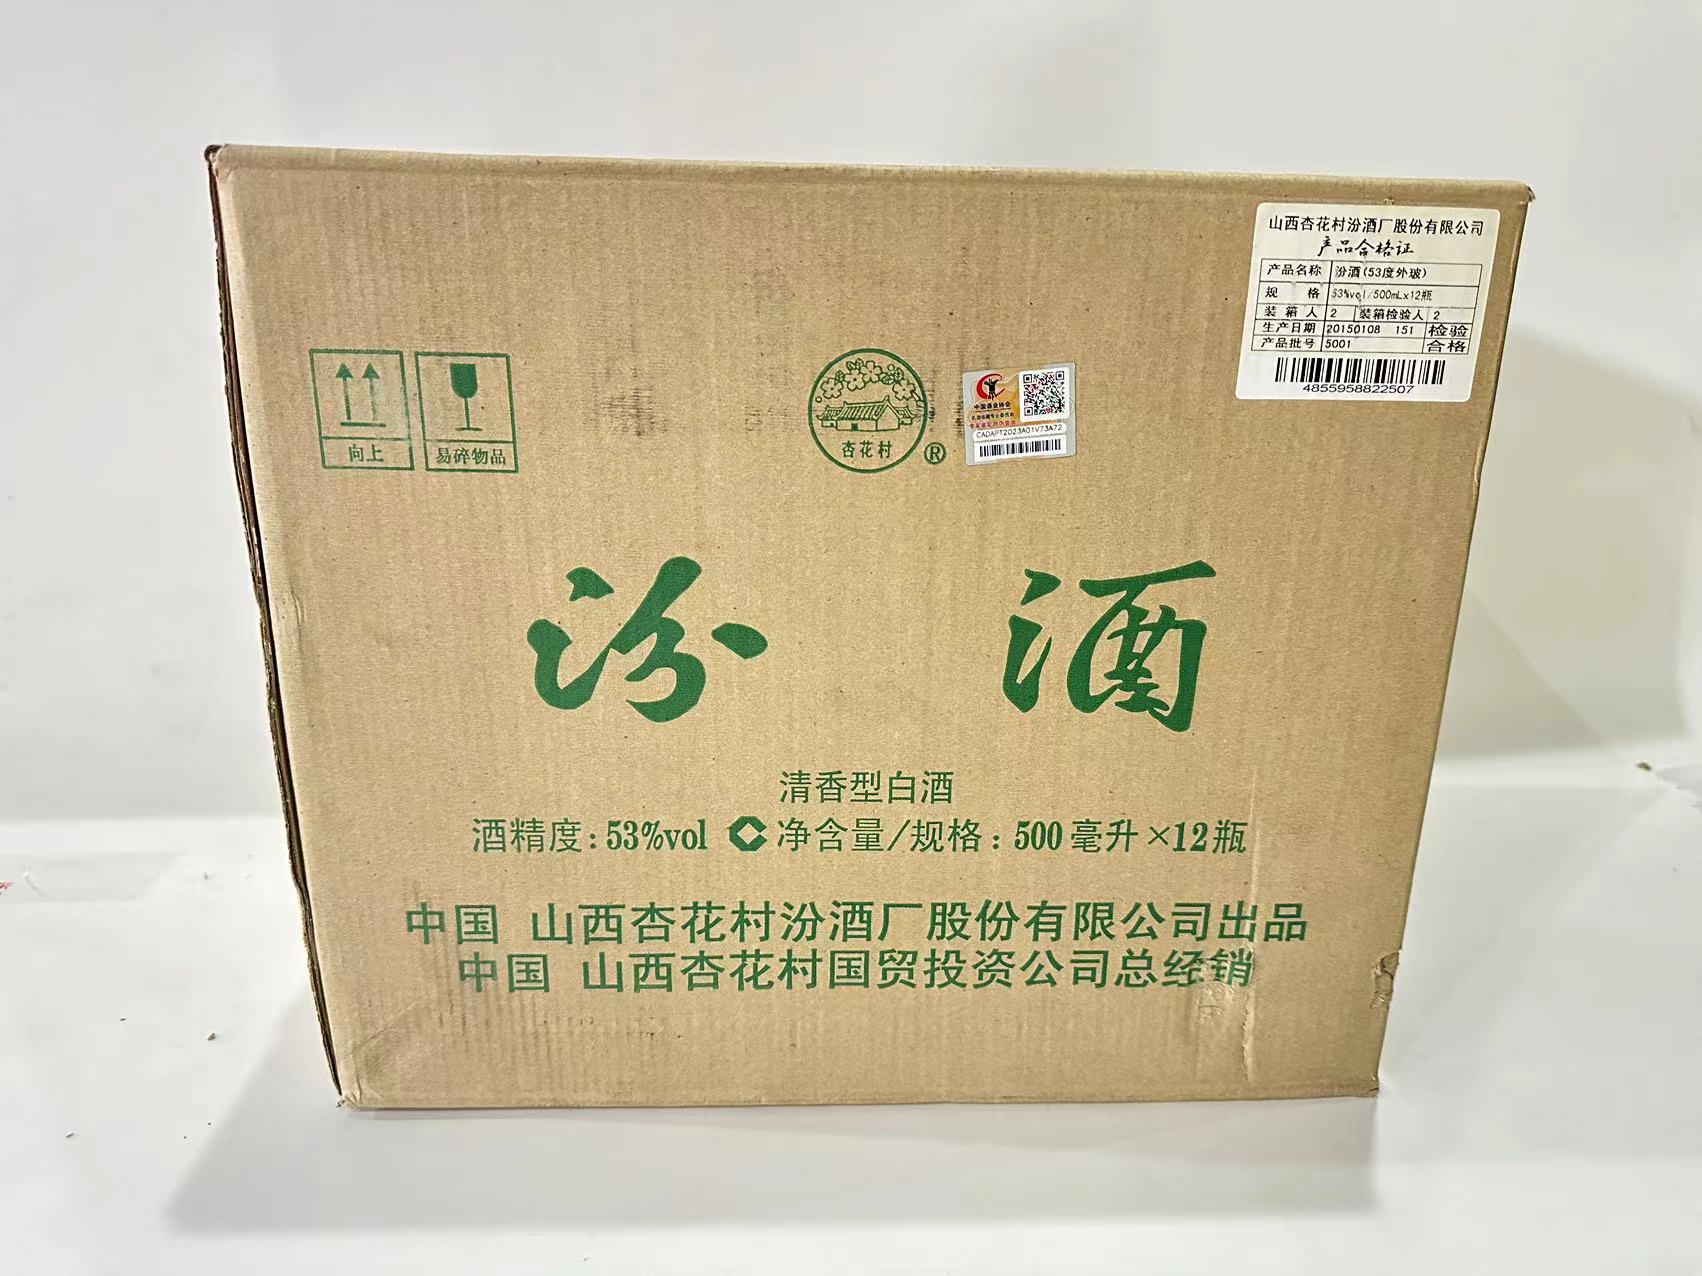 山西杏花村汾酒厂股份有限公司
产品合格证
产品名称 汾酒(53度外玻)
规 格 53%vol/500mLx12瓶
装箱人 2 装箱检验人 2
生产日期 20150108 151 检验
产品批号 5001 合格
4855958822507
向上
易碎物品
杏花村
®
中国酒业协会
CADAPT2023A01V73A72
汾 酒
清香型白酒
酒精度:53%vol 净含量/规格:500毫升×12瓶
中国 山西杏花村汾酒厂股份有限公司出品
中国 山西杏花村国贸投资公司总经销